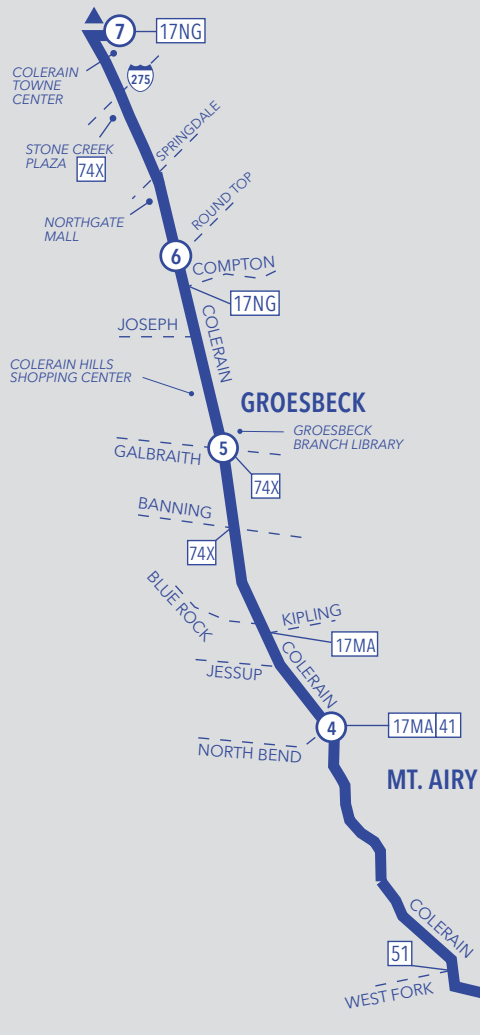 7
17NG
COLERAIN
TOWNE
CENTER
275
STONE CREEK
PLAZA
74X
SPRINGDALE
ROUND TOP
NORTHGATE
MALL
6
COMPTON
17NG
JOSEPH
COLERAIN
COLERAIN HILLS
SHOPPING CENTER
GROESBECK
GROESBECK
BRANCH LIBRARY
5
GALBRAITH
74X
BANNING
74X
BLUE ROCK
KIPLING
17MA
JESSUP
COLERAIN
4
17MA 41
NORTH BEND
MT. AIRY
COLERAIN
51
WEST FORK